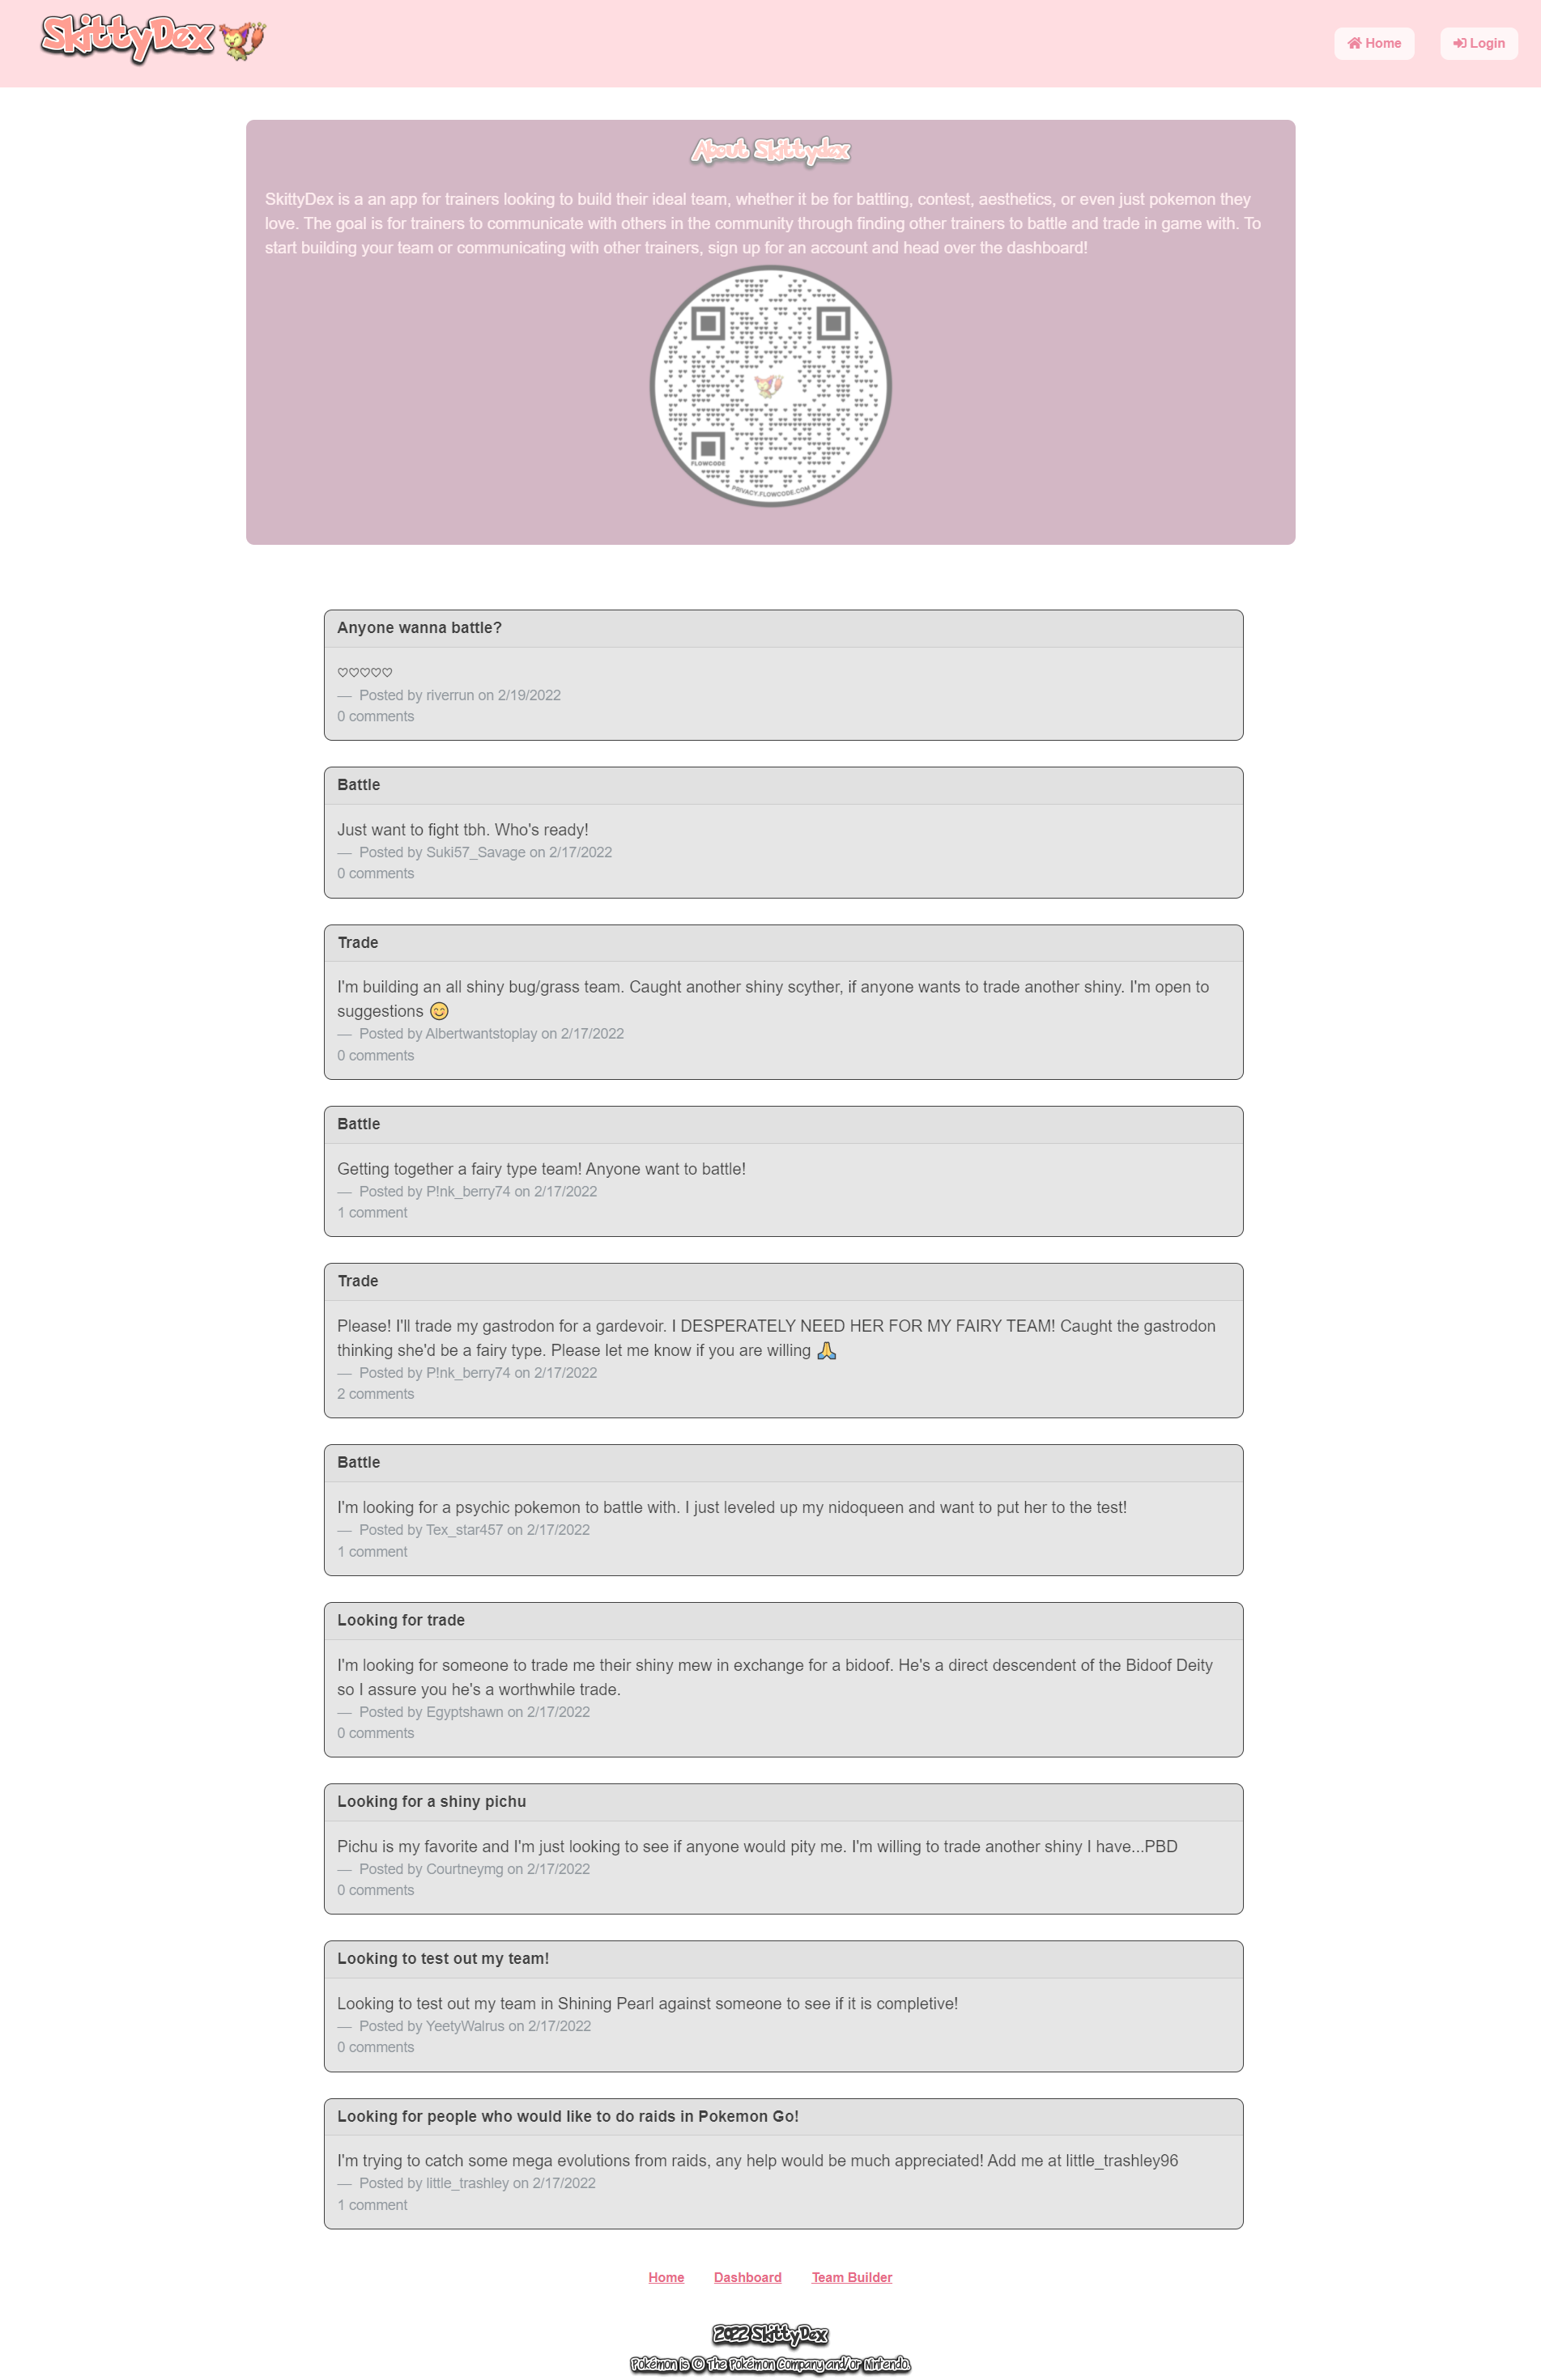 SkittyDex
Home
Login
About Skittydex
SkittyDex is a an app for trainers looking to build their ideal team, whether it be for battling, contest, aesthetics, or even just pokemon they
love. The goal is for trainers to communicate with others in the community through finding other trainers to battle and trade in game with. To
start building your team or communicating with other trainers, sign up for an account and head over the dashboard!
FLOWCODE
PRIVACY.FLOWCODE.COM
Anyone wanna battle?
♡♡♡♡♡
— Posted by riverrun on 2/19/2022
0 comments
Battle
Just want to fight tbh. Who's ready!
— Posted by Suki57_Savage on 2/17/2022
0 comments
Trade
I'm building an all shiny bug/grass team. Caught another shiny scyther, if anyone wants to trade another shiny. I'm open to
suggestions 😊
— Posted by Albertwantstoplay on 2/17/2022
0 comments
Battle
Getting together a fairy type team! Anyone want to battle!
— Posted by P!nk_berry74 on 2/17/2022
1 comment
Trade
Please! I'll trade my gastrodon for a gardevoir. I DESPERATELY NEED HER FOR MY FAIRY TEAM! Caught the gastrodon
thinking she'd be a fairy type. Please let me know if you are willing 🙏
— Posted by P!nk_berry74 on 2/17/2022
2 comments
Battle
I'm looking for a psychic pokemon to battle with. I just leveled up my nidoqueen and want to put her to the test!
— Posted by Tex_star457 on 2/17/2022
1 comment
Looking for trade
I'm looking for someone to trade me their shiny mew in exchange for a bidoof. He's a direct descendent of the Bidoof Deity
so I assure you he's a worthwhile trade.
— Posted by Egyptshawn on 2/17/2022
0 comments
Looking for a shiny pichu
Pichu is my favorite and I'm just looking to see if anyone would pity me. I'm willing to trade another shiny I have...PBD
— Posted by Courtneymg on 2/17/2022
0 comments
Looking to test out my team!
Looking to test out my team in Shining Pearl against someone to see if it is completive!
— Posted by YeetyWalrus on 2/17/2022
0 comments
Looking for people who would like to do raids in Pokemon Go!
I'm trying to catch some mega evolutions from raids, any help would be much appreciated! Add me at little_trashley96
— Posted by little_trashley on 2/17/2022
1 comment
Home Dashboard Team Builder
2022 SkittyDex
Pokémon is © The Pokémon Company and/or Nintendo.